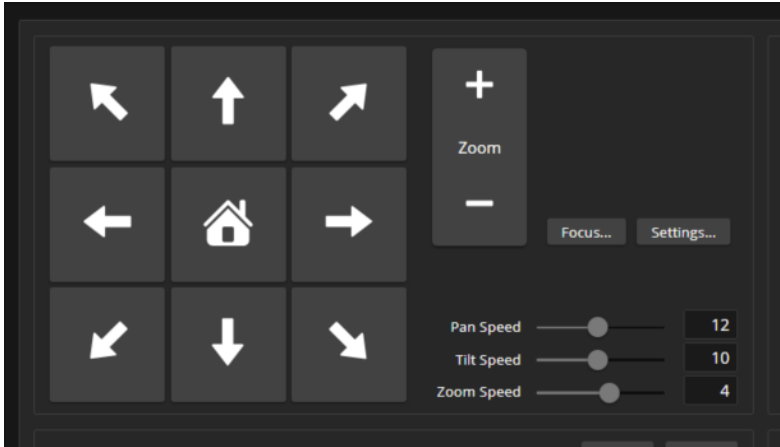 +
Zoom
−
Focus...
Settings...
Pan Speed 12
Tilt Speed 10
Zoom Speed 4